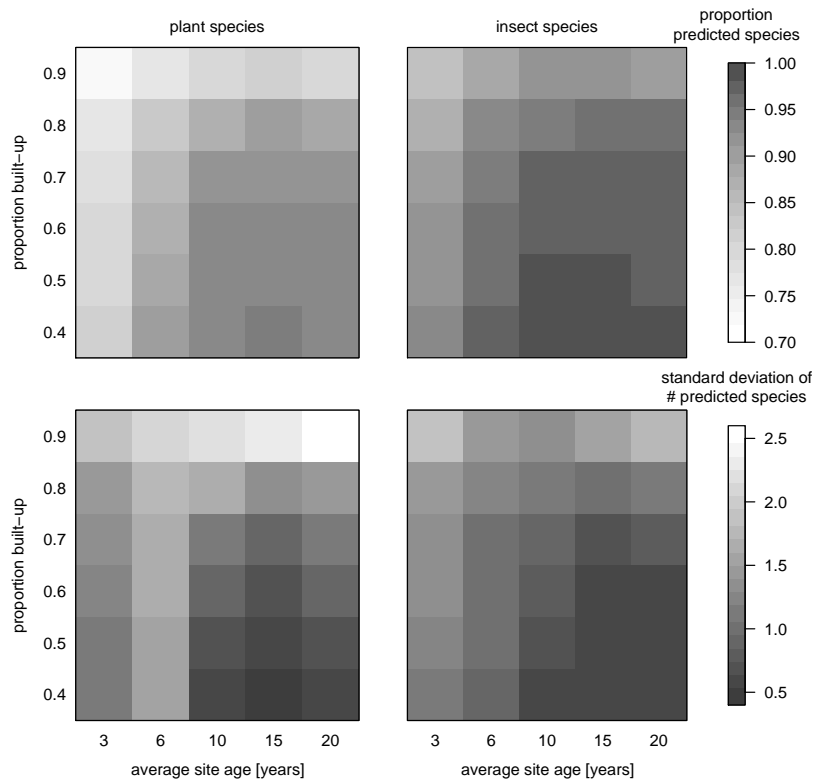 plant species
insect species
proportion
predicted species
proportion built−up
0.9
0.8
0.7
0.6
0.5
0.4
1.00
0.95
0.90
0.85
0.80
0.75
0.70
standard deviation of
# predicted species
proportion built−up
0.9
0.8
0.7
0.6
0.5
0.4
2.5
2.0
1.5
1.0
0.5
3 6 10 15 20
3 6 10 15 20
average site age [years]
average site age [years]